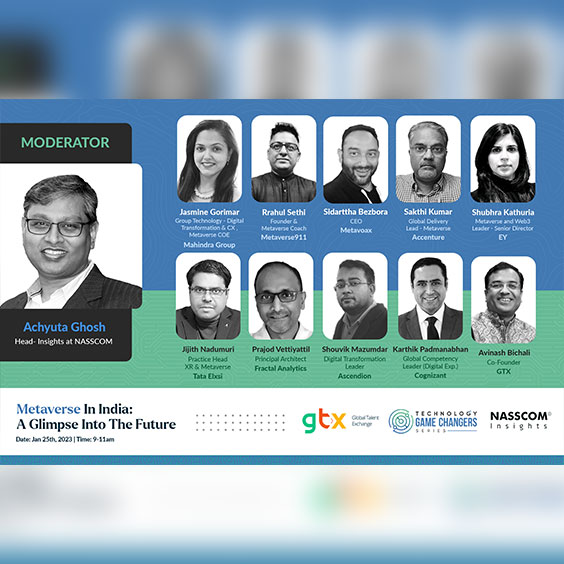 MODERATOR
Achyuta Ghosh
Head- Insights at NASSCOM
Jasmine Gorimar
Group Technology - Digital
Transformation & CX ,
Metaverse COE
Mahindra Group
Rrahul Sethi
Founder &
Metaverse Coach
Metaverse911
Sidarttha Bezbora
CEO
Metavoax
Sakthi Kumar
Global Delivery
Lead - Metaverse
Accenture
Shubhra Kathuria
Metaverse and Web3
Leader - Senior Director
EY
Jijith Nadumuri
Practice Head
XR & Metaverse
Tata Elxsi
Prajod Vettiyattil
Principal Architect
Fractal Analytics
Shouvik Mazumdar
Digital Transformation
Leader
Ascendion
Karthik Padmanabhan
Global Competency
Leader (Digital Exp.)
Cognizant
Avinash Bichali
Co-Founder
GTX
Metaverse In India:
A Glimpse Into The Future
Date: Jan 25th, 2023 | Time: 9-11am
gtx
Global Talent
Exchange
TECHNOLOGY
GAME CHANGERS
SERIES
NASSCOM®
Insights